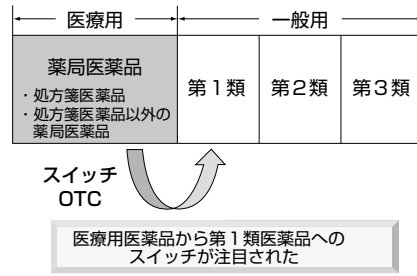 医療用
一般用
薬局医薬品
・処方箋医薬品
・処方箋医薬品以外の
薬局医薬品
第1類
第2類
第3類
スイッチ
OTC
医療用医薬品から第1類医薬品への
スイッチが注目された